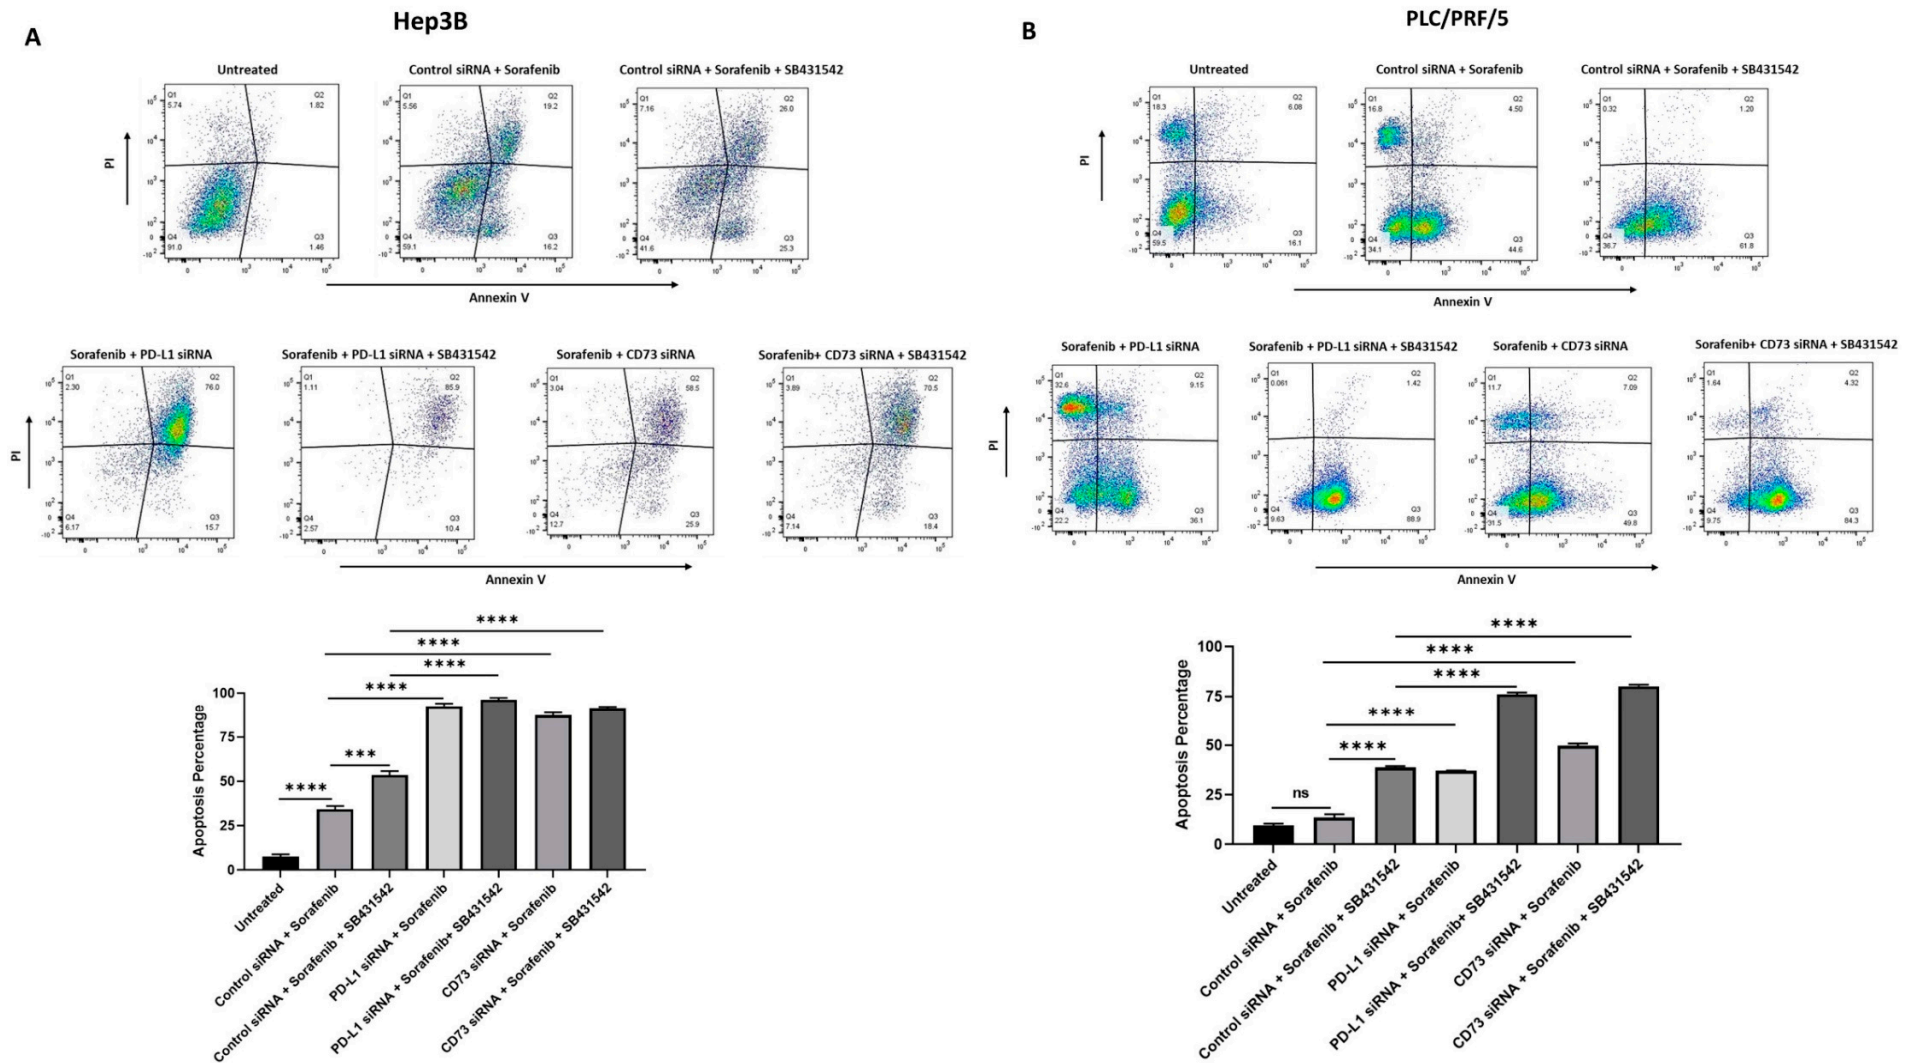 Hep3B
A
Untreated
Control siRNA + Sorafenib
Control siRNA + Sorafenib + SB431542
Q1
5.74
Q2
1.82
Q4
91.0
Q3
1.46
Q1
5.56
Q2
19.2
Q4
59.1
Q3
16.2
Q1
7.16
Q2
26.0
Q4
41.6
Q3
25.3
PI
Annexin V
Sorafenib + PD-L1 siRNA
Sorafenib + PD-L1 siRNA + SB431542
Sorafenib + CD73 siRNA
Sorafenib+ CD73 siRNA + SB431542
Q1
2.30
Q2
76.0
Q4
6.17
Q3
15.7
Q1
1.11
Q2
85.9
Q4
2.57
Q3
10.4
Q1
3.04
Q2
58.5
Q4
12.7
Q3
25.9
Q1
3.89
Q2
70.5
Q4
7.14
Q3
18.4
PI
Annexin V
****
****
****
****
***
****
Apoptosis Percentage
100
75
50
25
0
Untreated
Control siRNA + Sorafenib
Control siRNA + Sorafenib + SB431542
PD-L1 siRNA + Sorafenib
PD-L1 siRNA + Sorafenib+ SB431542
CD73 siRNA + Sorafenib
CD73 siRNA + Sorafenib + SB431542
PLC/PRF/5
B
Untreated
Control siRNA + Sorafenib
Control siRNA + Sorafenib + SB431542
Q1
18.3
Q2
6.08
Q4
59.5
Q3
16.1
Q1
16.8
Q2
4.50
Q4
34.1
Q3
44.6
Q1
0.32
Q2
1.20
Q4
36.7
Q3
61.8
PI
Annexin V
Sorafenib + PD-L1 siRNA
Sorafenib + PD-L1 siRNA + SB431542
Sorafenib + CD73 siRNA
Sorafenib+ CD73 siRNA + SB431542
Q1
32.6
Q2
9.15
Q4
22.2
Q3
36.1
Q1
0.061
Q2
1.42
Q4
9.63
Q3
88.9
Q1
11.7
Q2
7.09
Q4
31.5
Q3
49.8
Q1
1.64
Q2
4.32
Q4
9.75
Q3
84.3
PI
Annexin V
****
****
****
****
****
ns
Apoptosis Percentage
100
75
50
25
0
Untreated
Control siRNA + Sorafenib
Control siRNA + Sorafenib + SB431542
PD-L1 siRNA + Sorafenib
PD-L1 siRNA + Sorafenib+ SB431542
CD73 siRNA + Sorafenib
CD73 siRNA + Sorafenib + SB431542